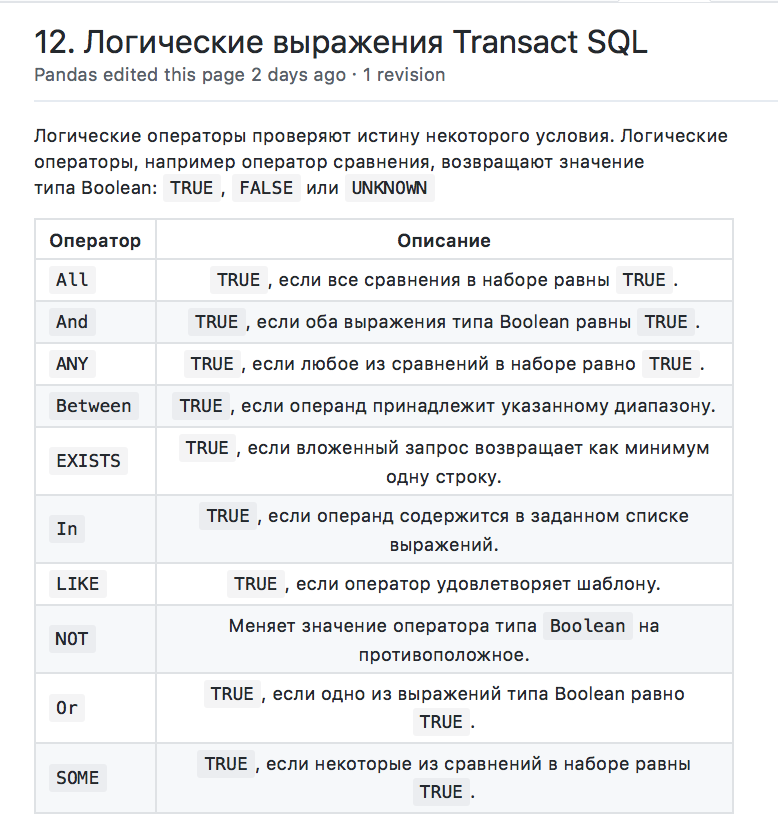 12. Логические выражения Transact SQL
Pandas edited this page 2 days ago · 1 revision
Логические операторы проверяют истину некоторого условия. Логические
операторы, например оператор сравнения, возвращают значение
типа Boolean: TRUE , FALSE или UNKNOWN
Оператор Описание
All TRUE , если все сравнения в наборе равны TRUE .
And TRUE , если оба выражения типа Boolean равны TRUE .
ANY TRUE , если любое из сравнений в наборе равно TRUE .
Between TRUE , если операнд принадлежит указанному диапазону.
EXISTS TRUE , если вложенный запрос возвращает как минимум
одну строку.
In TRUE , если операнд содержится в заданном списке
выражений.
LIKE TRUE , если оператор удовлетворяет шаблону.
NOT Меняет значение оператора типа Boolean на
противоположное.
Or TRUE , если одно из выражений типа Boolean равно
TRUE .
SOME TRUE , если некоторые из сравнений в наборе равны
TRUE .